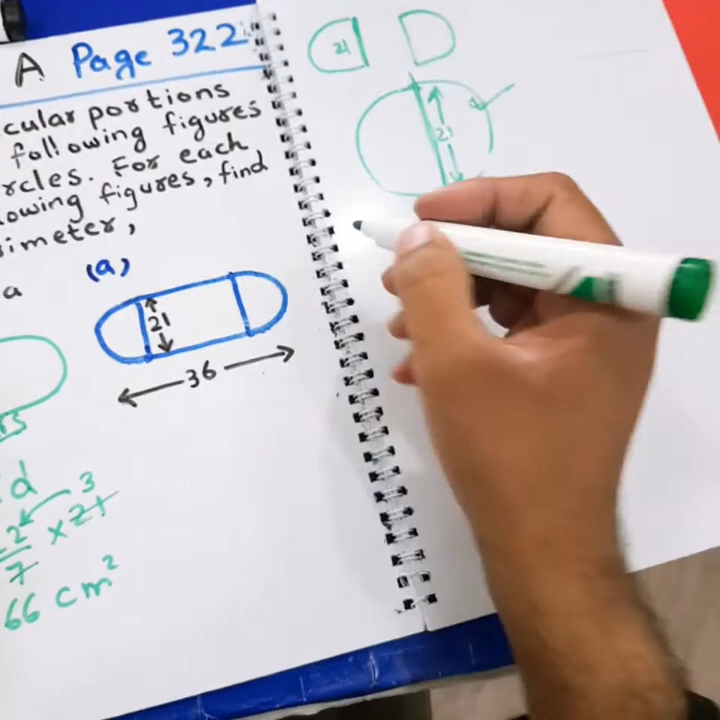 A Page 322
cular portions
following figures
rcles. For each
owing figures, find
imeter,
a (a)
21
36
d
22/7 x 21 3
66 cm²
21
21
d